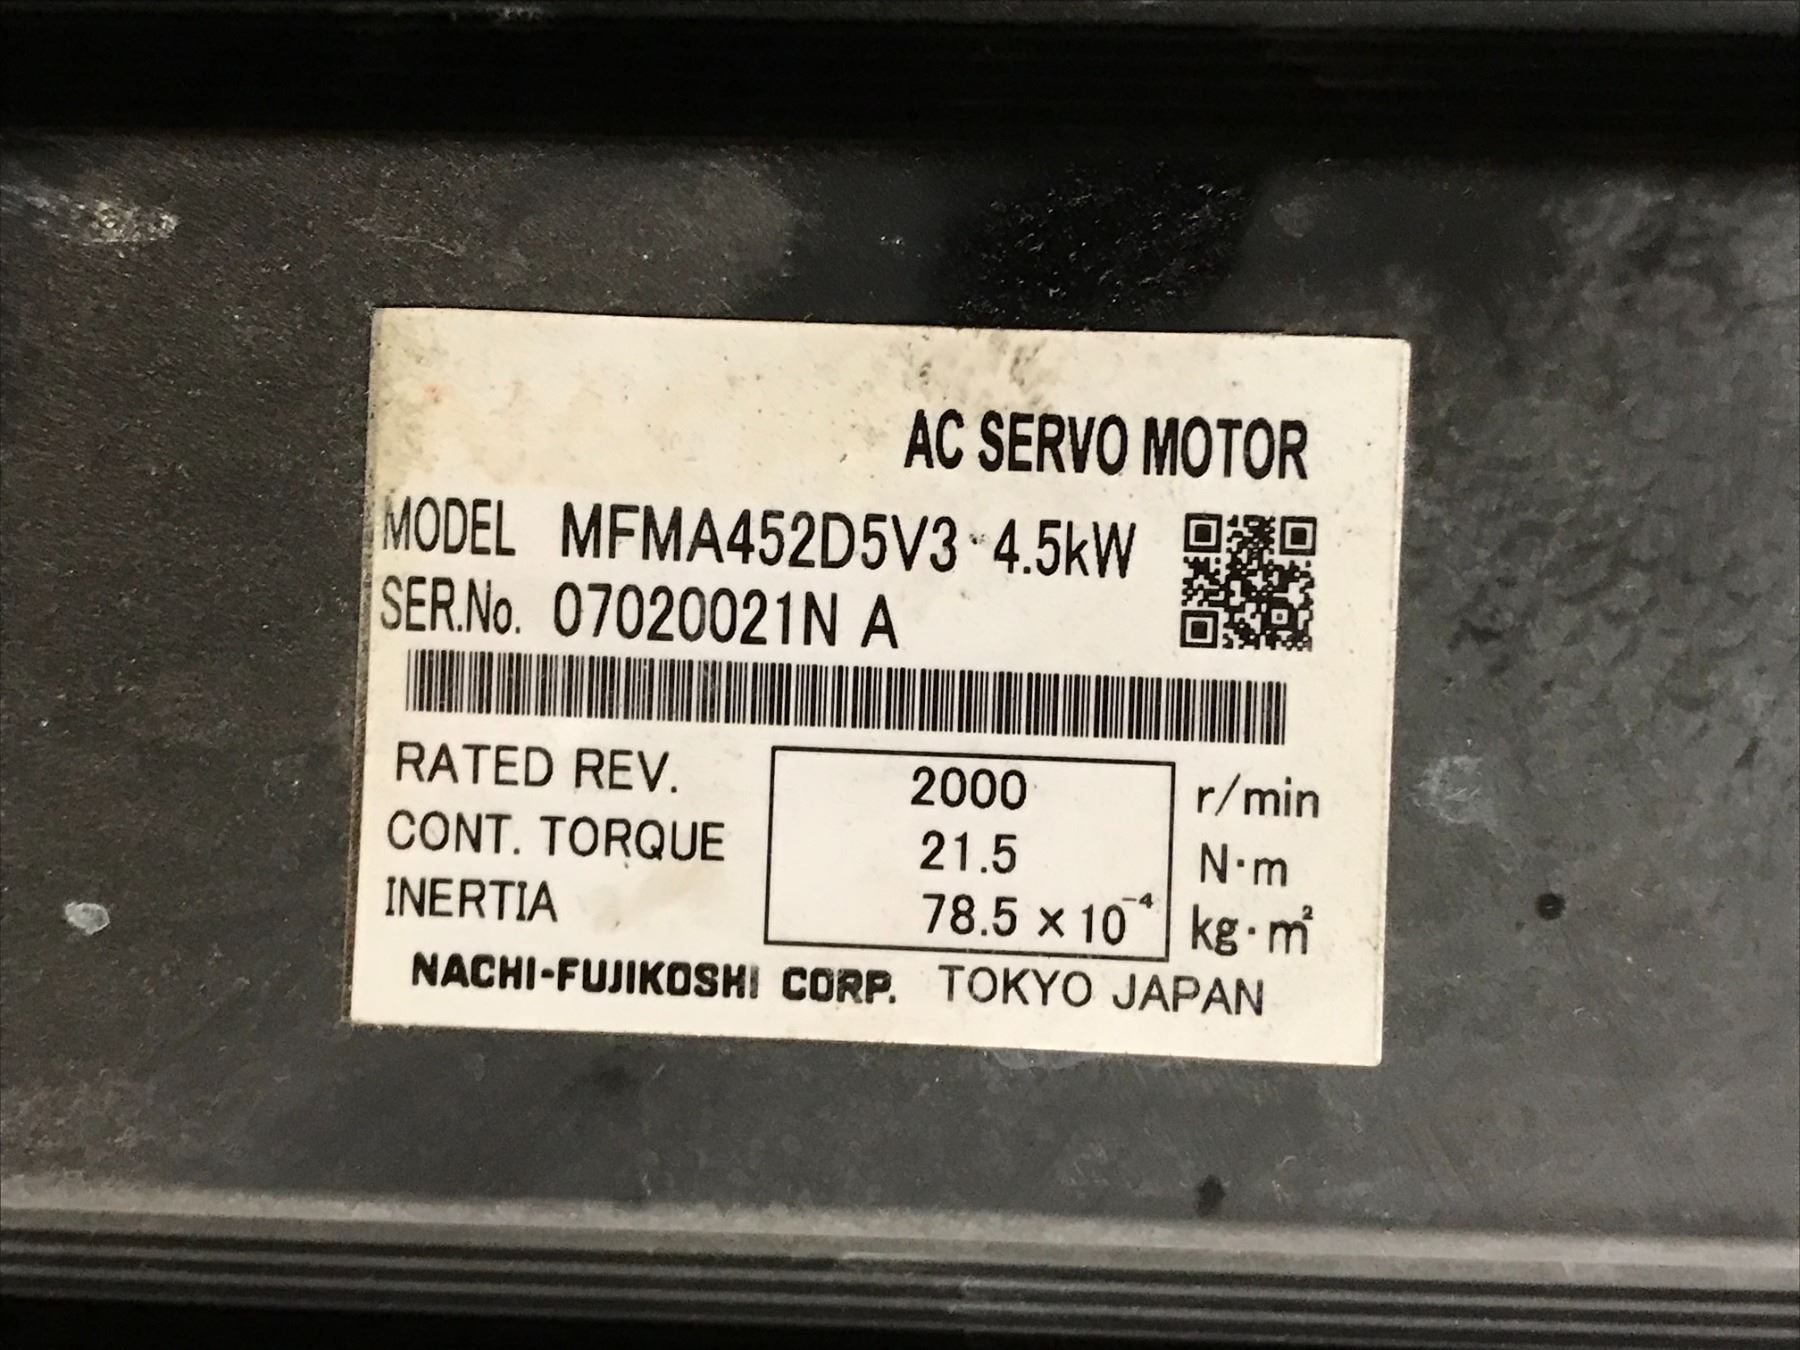 AC SERVO MOTOR
MODEL MFMA452D5V3 4.5kW
SER.No. 07020021N A
RATED REV. 2000 r/min
CONT. TORQUE 21.5 N·m
INERTIA 78.5 × 10⁻⁴ kg·m²
NACHI-FUJIKOSHI CORP. TOKYO JAPAN